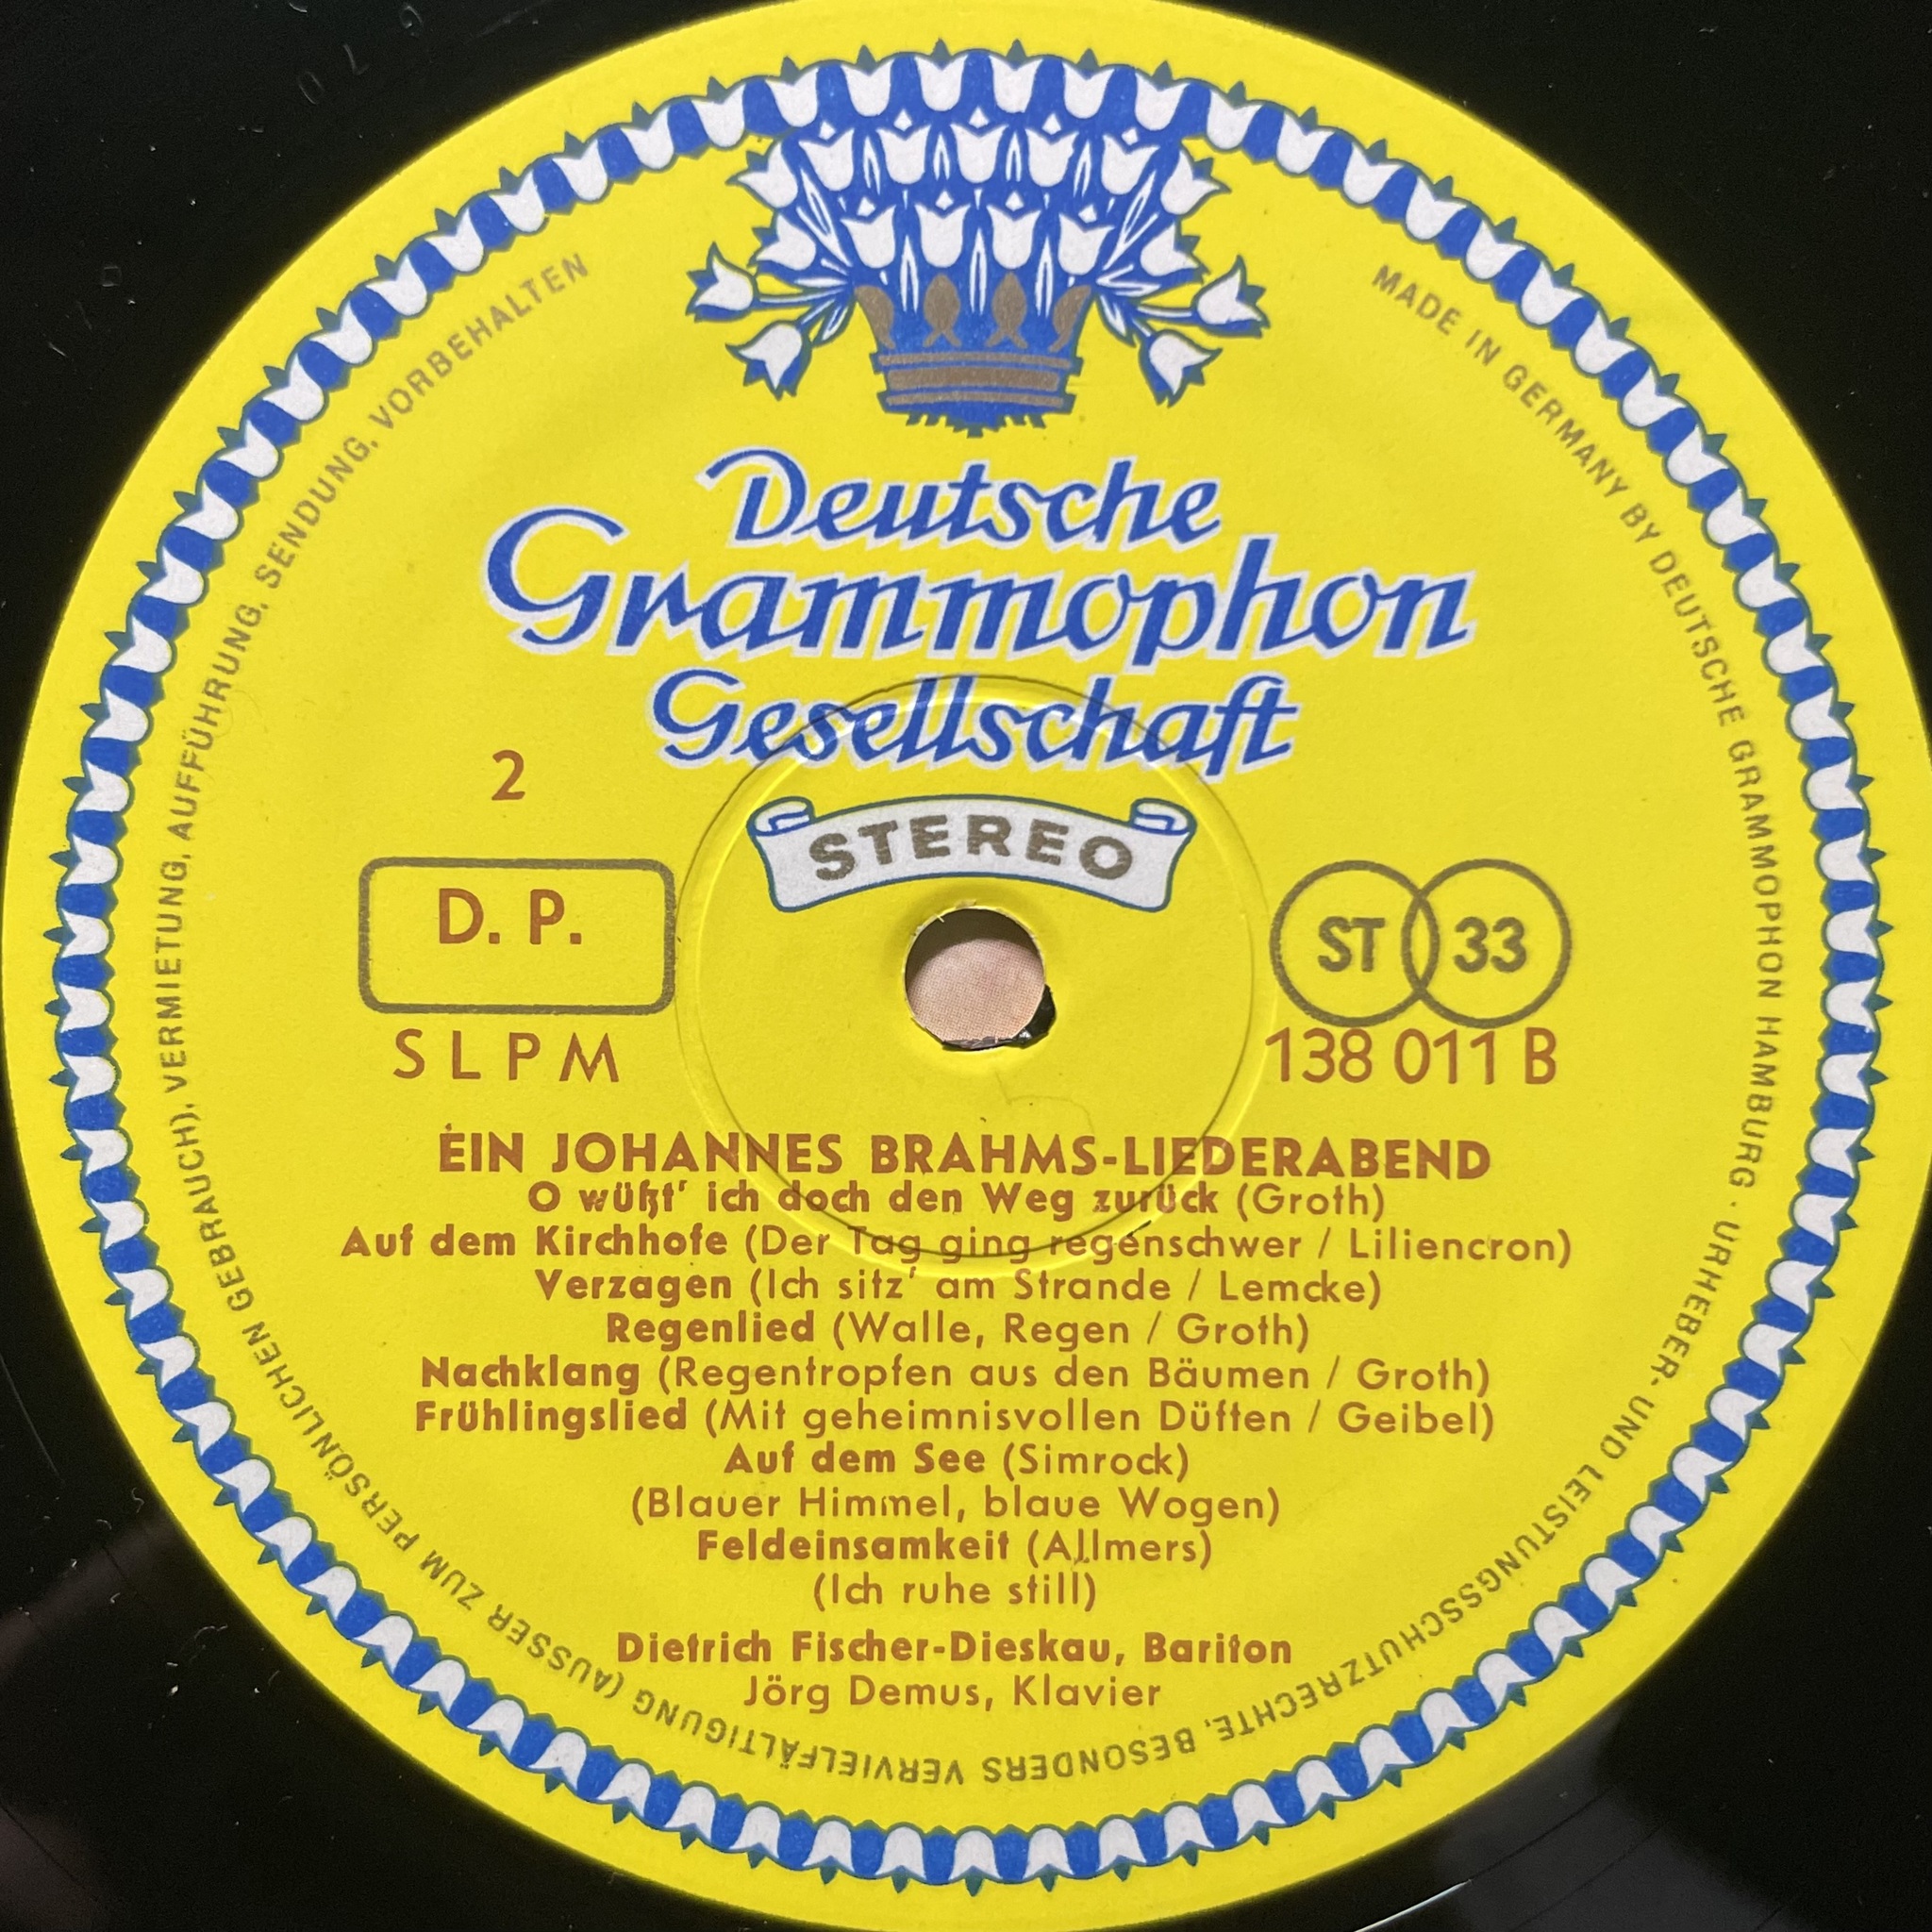 Deutsche
Grammophon
Gesellschaft
STEREO
2
D. P.
ST 33
SLPM
138 011 B
EIN JOHANNES BRAHMS-LIEDERABEND
O wüßt' ich doch den Weg zurück (Groth)
Auf dem Kirchhofe (Der Tag ging regenschwer / Liliencron)
Verzagen (Ich sitz' am Strande / Lemcke)
Regenlied (Walle, Regen / Groth)
Nachklang (Regentropfen aus den Bäumen / Groth)
Frühlingslied (Mit geheimnisvollen Düften / Geibel)
Auf dem See (Simrock)
(Blauer Himmel, blaue Wogen)
Feldeinsamkeit (Allmers)
(Ich ruhe still)
Dietrich Fischer-Dieskau, Bariton
Jörg Demus, Klavier
MADE IN GERMANY BY DEUTSCHE GRAMMOPHON HAMBURG · URHEBER- UND LEISTUNGSSCHUTZRECHTE, BESONDERS VERVIELFÄLTIGUNG (AUSSER ZUM PERSÖNLICHEN GEBRAUCH), VERMIETUNG, AUFFÜHRUNG, SENDUNG, VORBEHALTEN